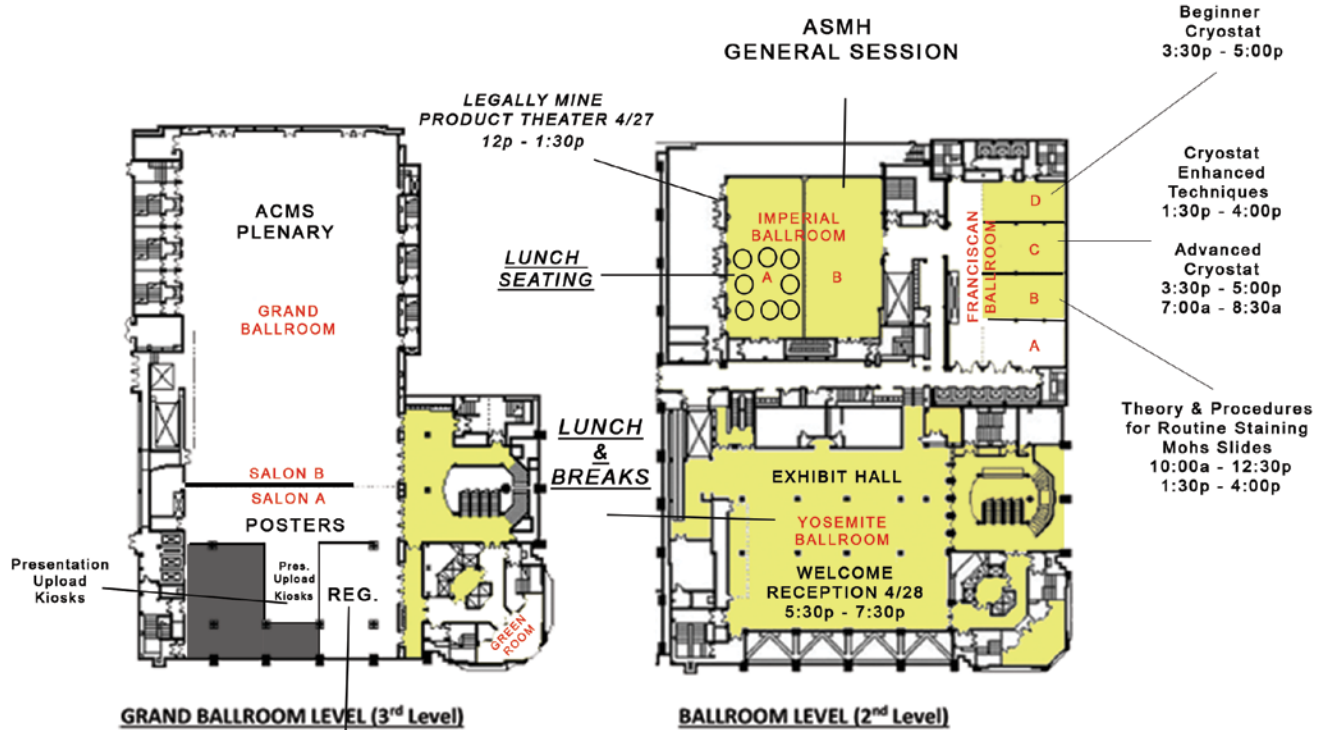 ASMH
GENERAL SESSION
Beginner
Cryostat
3:30p - 5:00p
LEGALLY MINE
PRODUCT THEATER 4/27
12p - 1:30p
Cryostat
Enhanced
Techniques
1:30p - 4:00p
Advanced
Cryostat
3:30p - 5:00p
7:00a - 8:30a
Theory & Procedures
for Routine Staining
Mohs Slides
10:00a - 12:30p
1:30p - 4:00p
ACMS
PLENARY
GRAND
BALLROOM
SALON B
SALON A
POSTERS
Presentation
Upload
Kiosks
Pres.
Upload
Kiosks
REG.
GREEN
ROOM
GRAND BALLROOM LEVEL (3rd Level)
LUNCH
SEATING
IMPERIAL
BALLROOM
A
B
FRANCISCAN
BALLROOM
D
C
B
A
LUNCH
&
BREAKS
EXHIBIT HALL
YOSEMITE
BALLROOM
WELCOME
RECEPTION 4/28
5:30p - 7:30p
BALLROOM LEVEL (2nd Level)